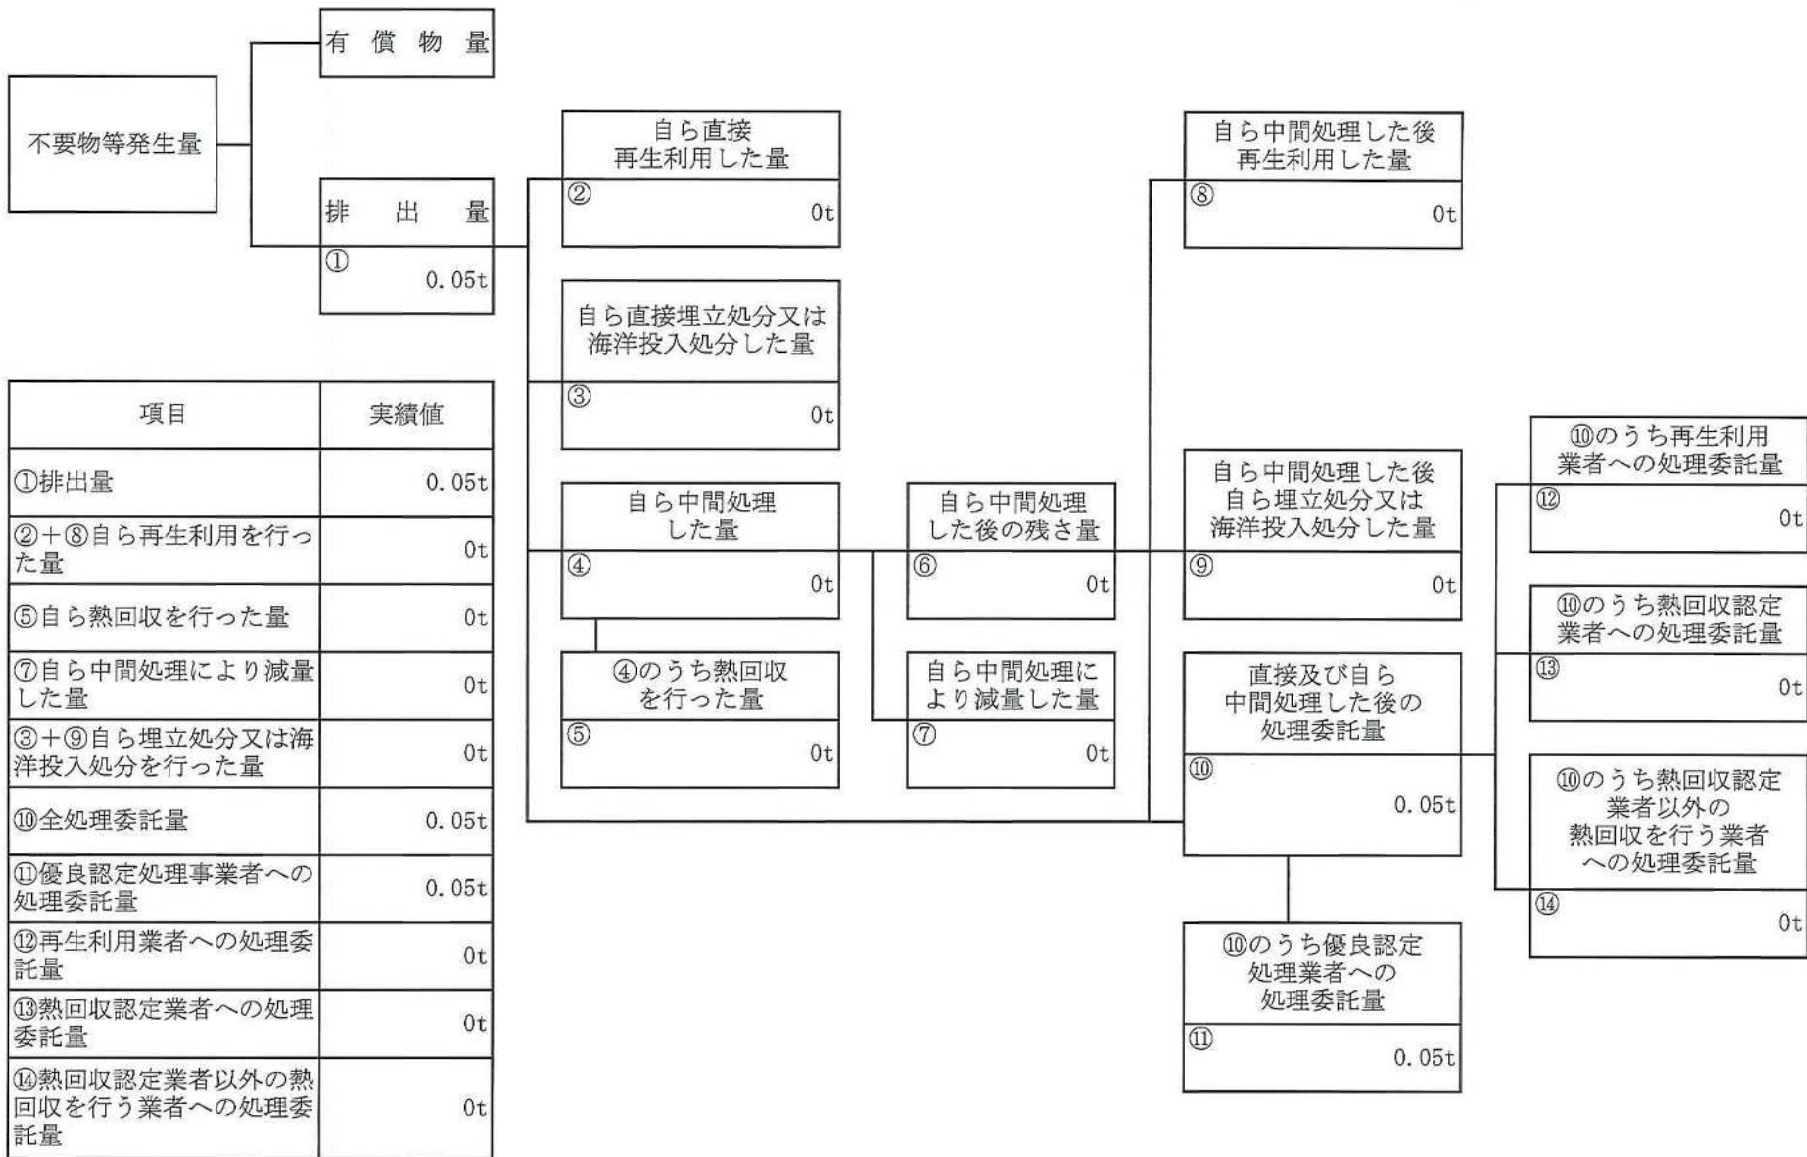 有償物量
不要物等発生量
排出量
①
0.05t
自ら直接
再生利用した量
②
0t
自ら直接埋立処分又は
海洋投入処分した量
③
0t
自ら中間処理
した量
④
0t
④のうち熱回収
を行った量
⑤
0t
自ら中間処理
した後の残さ量
⑥
0t
自ら中間処理に
より減量した量
⑦
0t
自ら中間処理した後
再生利用した量
⑧
0t
自ら中間処理した後
自ら埋立処分又は
海洋投入処分した量
⑨
0t
直接及び自ら
中間処理した後の
処理委託量
⑩
0.05t
⑩のうち優良認定
処理業者への
処理委託量
⑪
0.05t
⑩のうち再生利用
業者への処理委託量
⑫
0t
⑩のうち熱回収認定
業者への処理委託量
⑬
0t
⑩のうち熱回収認定
業者以外の
熱回収を行う業者
への処理委託量
⑭
0t
項目 実績値
①排出量 0.05t
②+⑧自ら再生利用を行っ
た量 0t
⑤自ら熱回収を行った量 0t
⑦自ら中間処理により減量
した量 0t
③+⑨自ら埋立処分又は海
洋投入処分を行った量 0t
⑩全処理委託量 0.05t
⑪優良認定処理事業者への
処理委託量 0.05t
⑫再生利用業者への処理委
託量 0t
⑬熱回収認定業者への処理
委託量 0t
⑭熱回収認定業者以外の熱
回収を行う業者への処理委
託量 0t